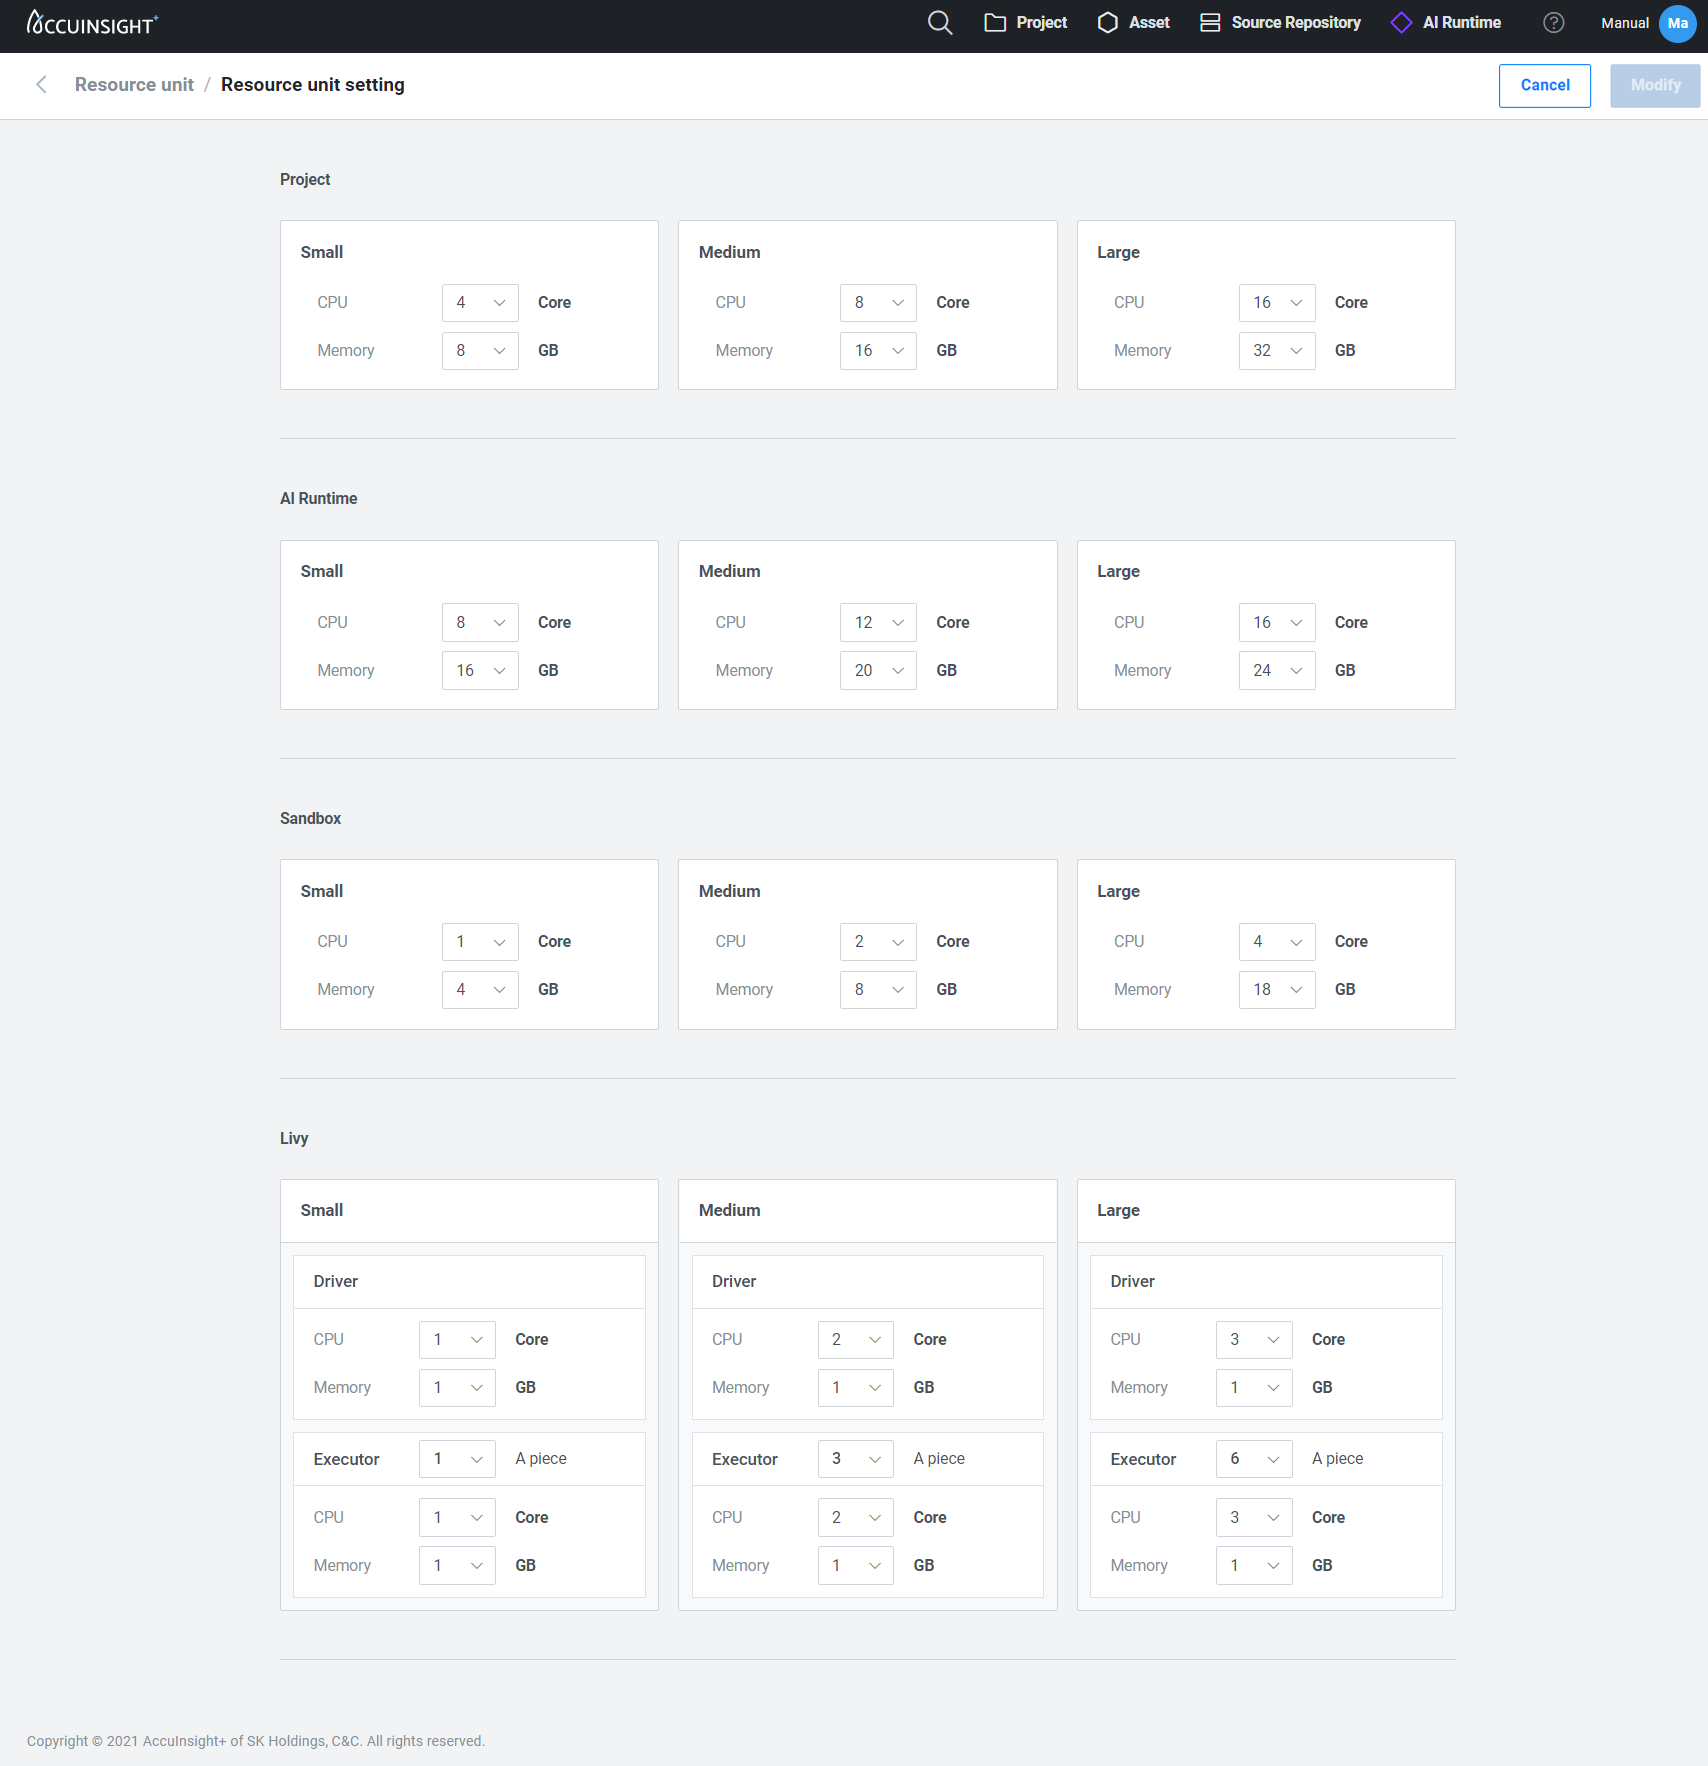 ACCUINSIGHT+
Project
Asset
Source Repository
AI Runtime
?
Manual
Ma
Resource unit / Resource unit setting
Cancel
Modify
Project
Small
CPU 4 Core
Memory 8 GB
Medium
CPU 8 Core
Memory 16 GB
Large
CPU 16 Core
Memory 32 GB
AI Runtime
Small
CPU 8 Core
Memory 16 GB
Medium
CPU 12 Core
Memory 20 GB
Large
CPU 16 Core
Memory 24 GB
Sandbox
Small
CPU 1 Core
Memory 4 GB
Medium
CPU 2 Core
Memory 8 GB
Large
CPU 4 Core
Memory 18 GB
Livy
Small
Driver
CPU 1 Core
Memory 1 GB
Executor 1 A piece
CPU 1 Core
Memory 1 GB
Medium
Driver
CPU 2 Core
Memory 1 GB
Executor 3 A piece
CPU 2 Core
Memory 1 GB
Large
Driver
CPU 3 Core
Memory 1 GB
Executor 6 A piece
CPU 3 Core
Memory 1 GB
Copyright © 2021 AccuInsight+ of SK Holdings, C&C. All rights reserved.